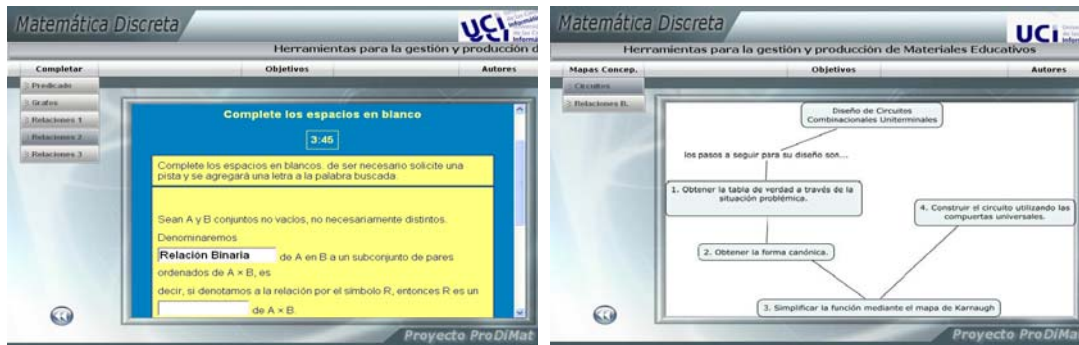 Matemática Discreta
UCi
Herramientas para la gestión y producción d
Completar Objetivos Autores
Predicado
Grafos
Relaciones 1
Relaciones 2
Relaciones 3
Complete los espacios en blanco
3:45
Complete los espacios en blancos. de ser necesario solicite una
pista y se agregará una letra a la palabra buscada
Sean A y B conjuntos no vacíos, no necesariamente distintos.
Denominaremos
Relación Binaria de A en B a un subconjunto de pares
ordenados de A × B, es
decir, si denotamos a la relación por el símbolo R, entonces R es un
de A × B.
Proyecto ProDiMat
Matemática Discreta
UCi
Herramientas para la gestión y producción de Materiales Educativos
Mapas Concep. Objetivos Autores
Circuitos
Relaciones B.
Diseño de Circuitos
Combinacionales Uniterminales
los pasos a seguir para su diseño son...
1. Obtener la tabla de verdad a través de la
situación problémica.
4. Construir el circuito utilizando las
compuertas universales.
2. Obtener la forma canónica.
3. Simplificar la función mediante el mapa de Karnaugh
Proyecto ProDiMa